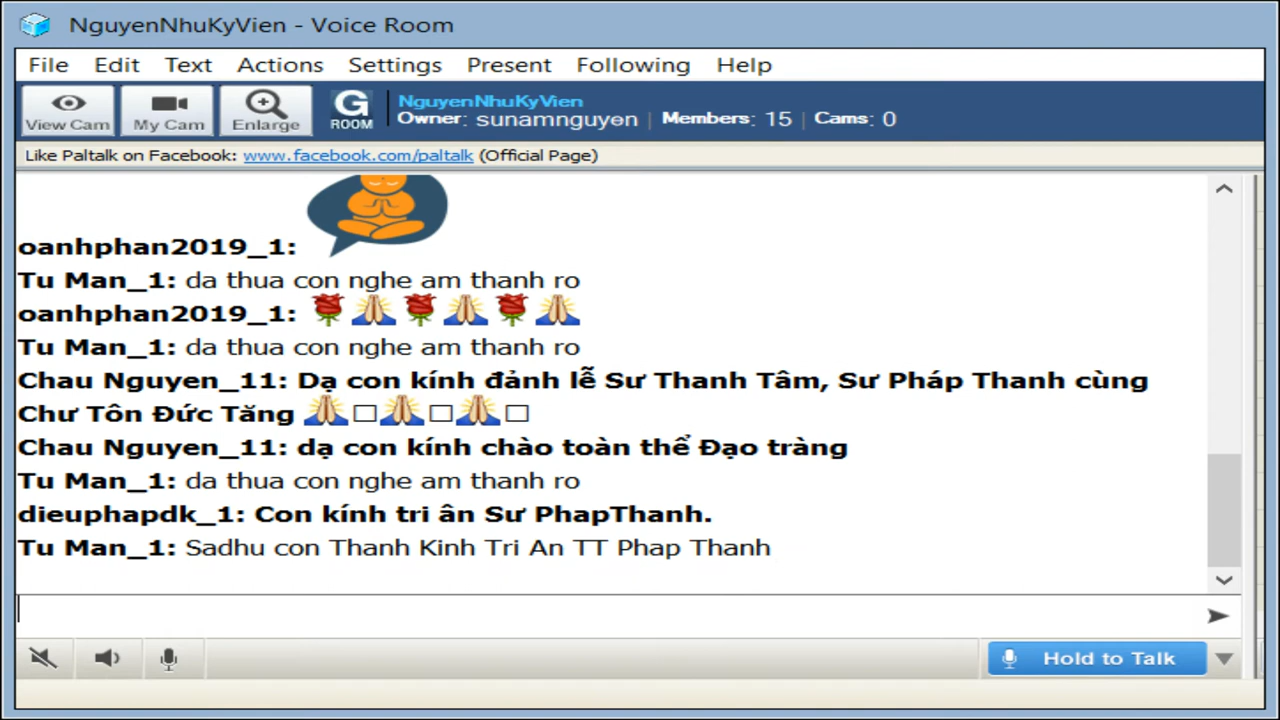 NguyenNhuKyVien - Voice Room
File Edit Text Actions Settings Present Following Help
View Cam My Cam Enlarge G ROOM
NguyenNhuKyVien
Owner: sunamnguyen | Members: 15 | Cams: 0
Like Paltalk on Facebook: www.facebook.com/paltalk (Official Page)
oanhphan2019_1:
Tu Man_1: da thua con nghe am thanh ro
oanhphan2019_1: 🌹🙏🌹🙏🌹🙏
Tu Man_1: da thua con nghe am thanh ro
Chau Nguyen_11: Dạ con kính đảnh lễ Sư Thanh Tâm, Sư Pháp Thanh cùng
Chư Tôn Đức Tăng 🙏□🙏□🙏□
Chau Nguyen_11: dạ con kính chào toàn thể Đạo tràng
Tu Man_1: da thua con nghe am thanh ro
dieuphapdk_1: Con kính tri ân Sư PhapThanh.
Tu Man_1: Sadhu con Thanh Kinh Tri An TT Phap Thanh
Hold to Talk